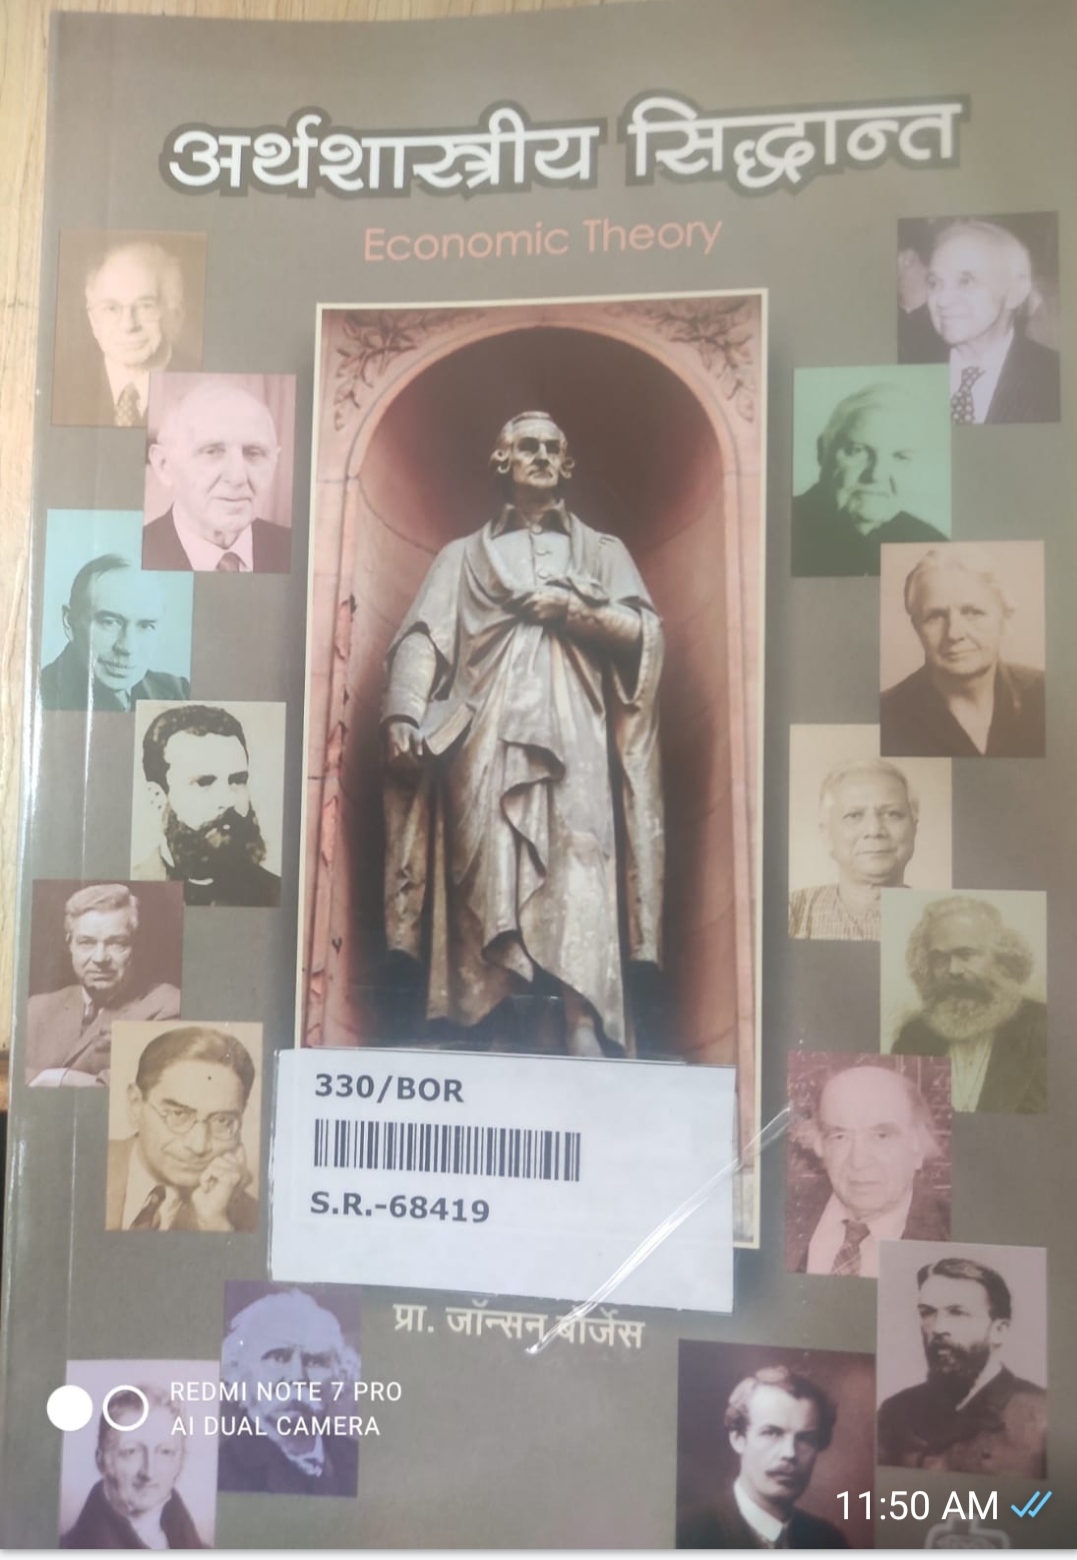 अर्थशास्त्रीय सिद्धान्त
Economic Theory
330/BOR
S.R.-68419
प्रा. जॉन्सन बोर्जेस
REDMI NOTE 7 PRO
AI DUAL CAMERA
11:50 AM